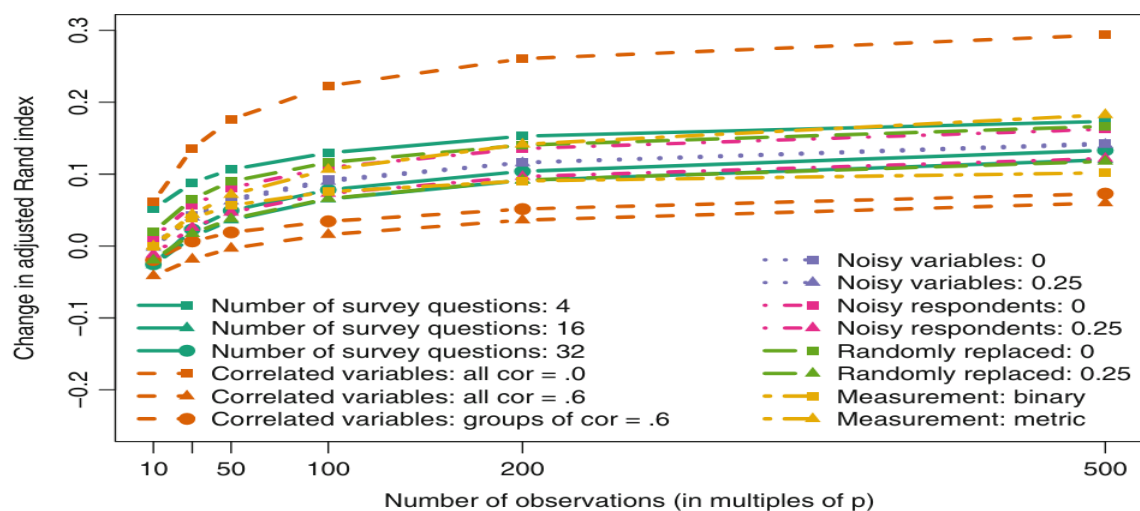 Change in adjusted Rand index
0.3
0.2
0.1
0.0
−0.1
−0.2
Number of survey questions: 4
Number of survey questions: 16
Number of survey questions: 32
Correlated variables: all cor = .0
Correlated variables: all cor = .6
Correlated variables: groups of cor = .6
Noisy variables: 0
Noisy variables: 0.25
Noisy respondents: 0
Noisy respondents: 0.25
Randomly replaced: 0
Randomly replaced: 0.25
Measurement: binary
Measurement: metric
10 50 100 200 500
Number of observations (in multiples of p)